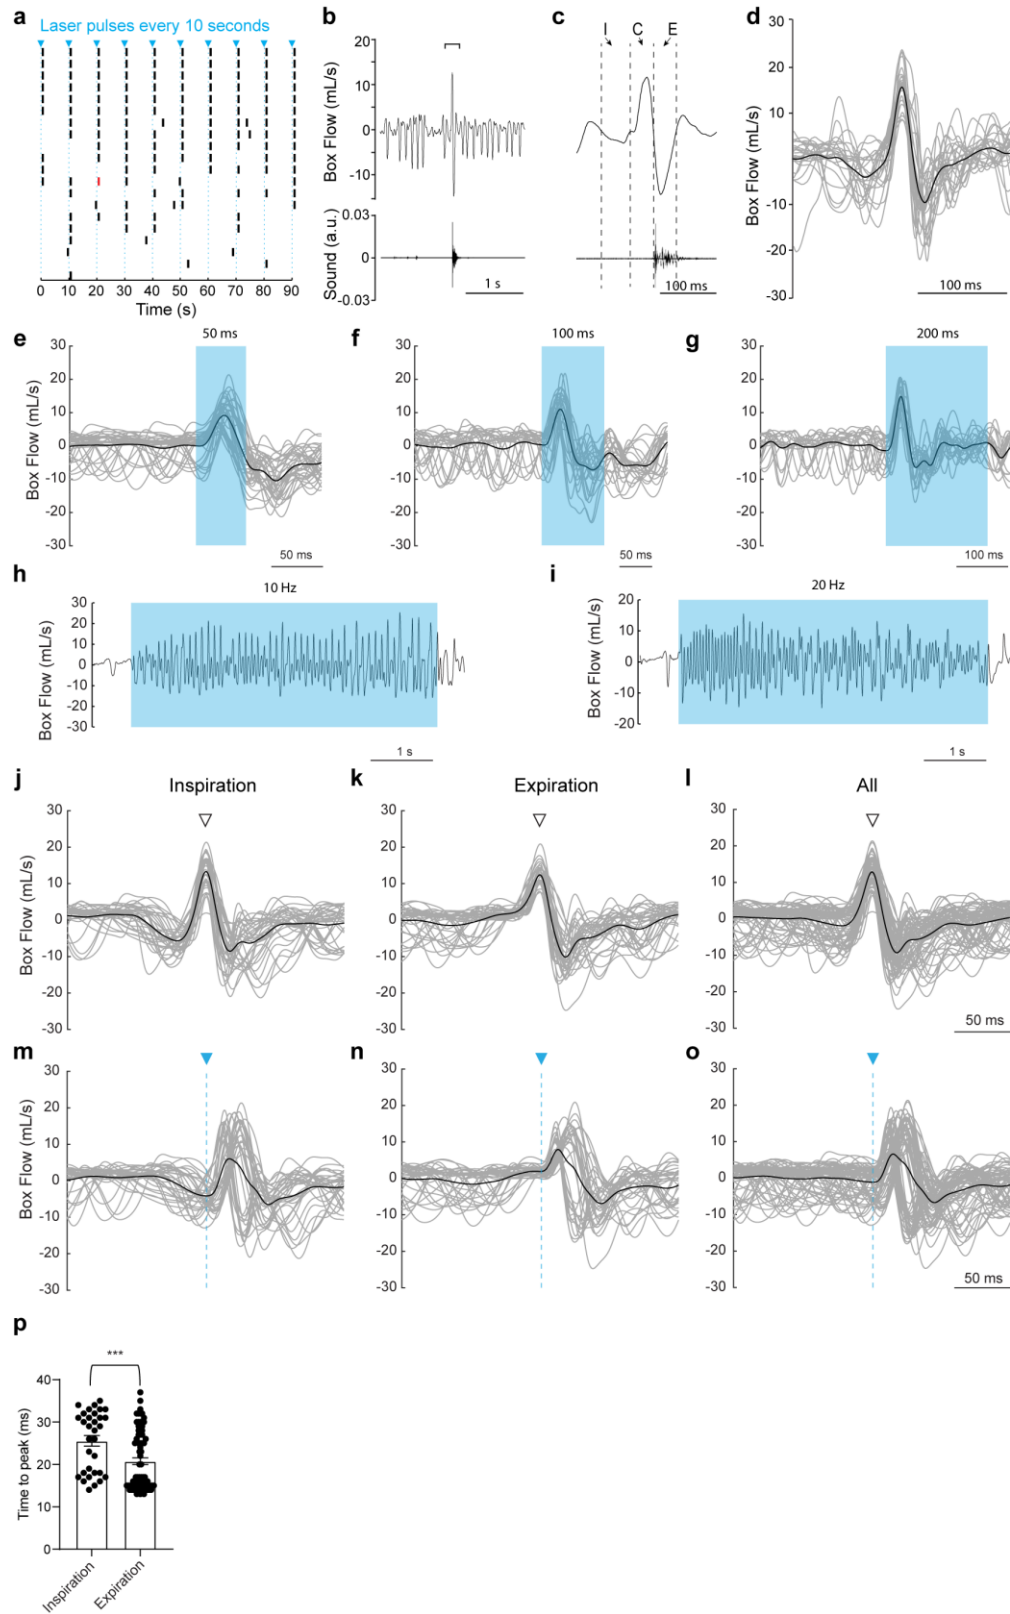 a
Laser pulses every 10 seconds
0 10 20 30 40 50 60 70 80 90
Time (s)
b
Box Flow (mL/s)
20
10
0
-10
Sound (a.u.)
0.03
0
-0.03
1 s
c
I C E
100 ms
d
Box Flow (mL/s)
30
20
10
0
-10
-20
-30
100 ms
e
50 ms
Box Flow (mL/s)
30
20
10
0
-10
-20
-30
50 ms
f
100 ms
30
20
10
0
-10
-20
-30
50 ms
g
200 ms
30
20
10
0
-10
-20
-30
100 ms
h
10 Hz
Box Flow (mL/s)
30
20
10
0
-10
-20
-30
1 s
i
20 Hz
Box Flow (mL/s)
20
10
0
-10
-20
1 s
j
Inspiration
Box Flow (mL/s)
30
20
10
0
-10
-20
-30
k
Expiration
30
20
10
0
-10
-20
-30
l
All
30
20
10
0
-10
-20
-30
50 ms
m
Box Flow (mL/s)
30
20
10
0
-10
-20
-30
n
30
20
10
0
-10
-20
-30
o
30
20
10
0
-10
-20
-30
50 ms
p
***
Time to peak (ms)
40
30
20
10
0
Inspiration
Expiration